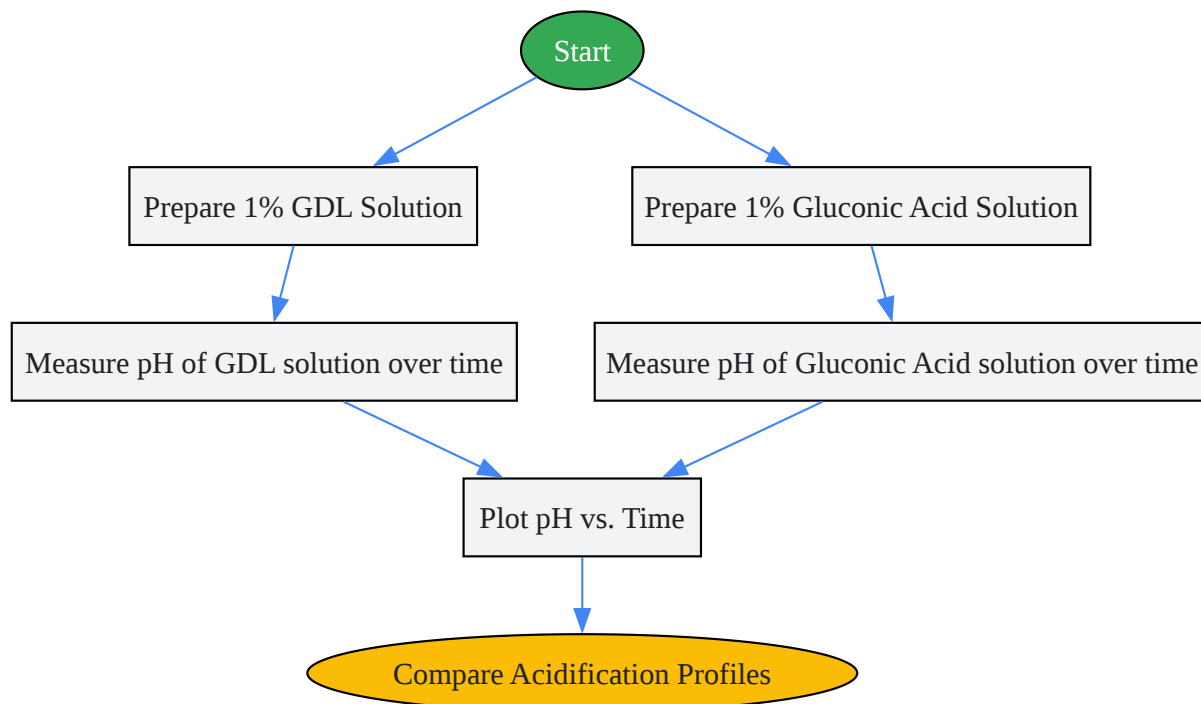 Start
Prepare 1% GDL Solution
Prepare 1% Gluconic Acid Solution
Measure pH of GDL solution over time
Measure pH of Gluconic Acid solution over time
Plot pH vs. Time
Compare Acidification Profiles